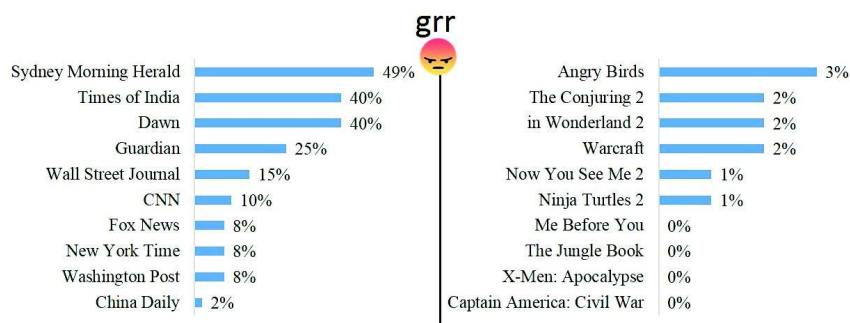 grr
Sydney Morning Herald 49%
Times of India 40%
Dawn 40%
Guardian 25%
Wall Street Journal 15%
CNN 10%
Fox News 8%
New York Time 8%
Washington Post 8%
China Daily 2%
Angry Birds 3%
The Conjuring 2 2%
in Wonderland 2 2%
Warcraft 2%
Now You See Me 2 1%
Ninja Turtles 2 1%
Me Before You 0%
The Jungle Book 0%
X-Men: Apocalypse 0%
Captain America: Civil War 0%